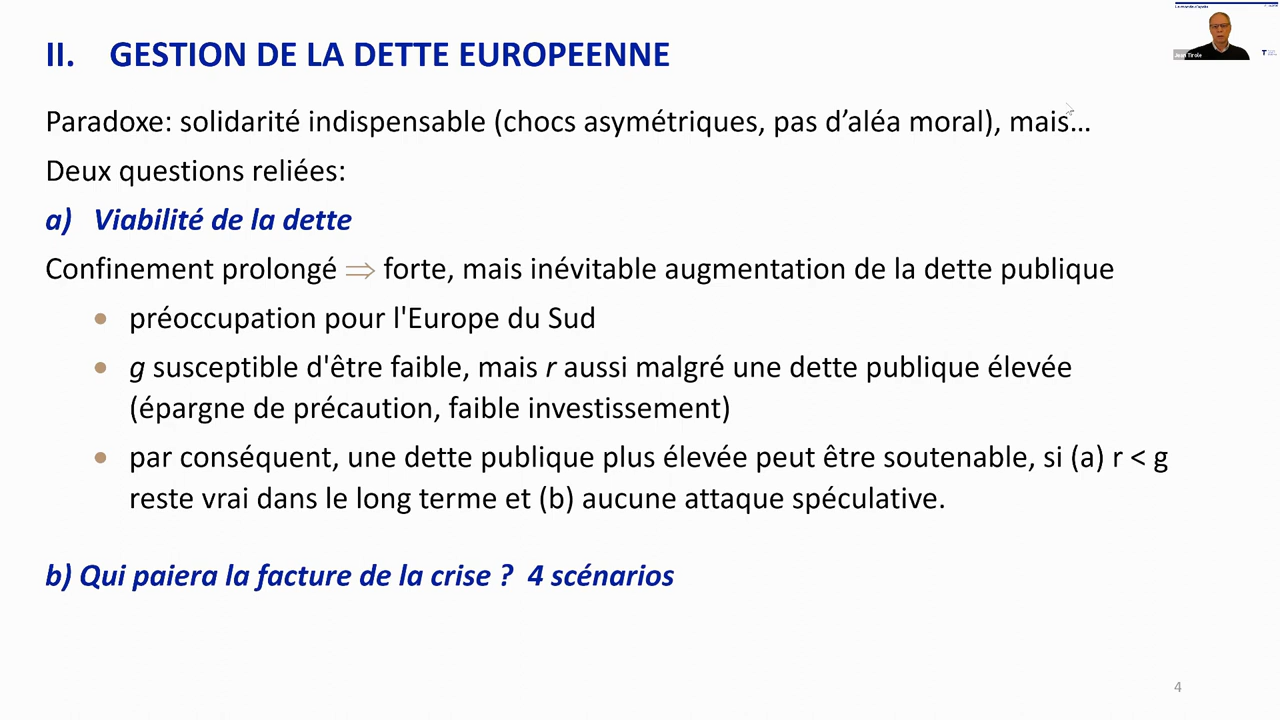 II. GESTION DE LA DETTE EUROPEENNE
Paradoxe: solidarité indispensable (chocs asymétriques, pas d’aléa moral), mais…
Deux questions reliées:
a) Viabilité de la dette
Confinement prolongé ⇒ forte, mais inévitable augmentation de la dette publique
• préoccupation pour l'Europe du Sud
• g susceptible d'être faible, mais r aussi malgré une dette publique élevée
(épargne de précaution, faible investissement)
• par conséquent, une dette publique plus élevée peut être soutenable, si (a) r < g
reste vrai dans le long terme et (b) aucune attaque spéculative.
b) Qui paiera la facture de la crise ? 4 scénarios
Jean Tirole
4